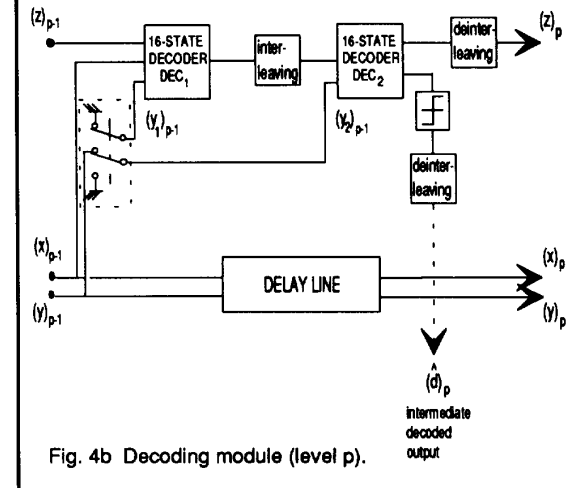 (z)p-1
16-STATE
DECODER
DEC1
inter-
leaving
16-STATE
DECODER
DEC2
deinter-
leaving
(z)p
(y1)p-1
(y2)p-1
deinter-
leaving
(x)p-1
(y)p-1
DELAY LINE
(x)p
(y)p
(d̂)p
intermediate
decoded
output
Fig. 4b Decoding module (level p).